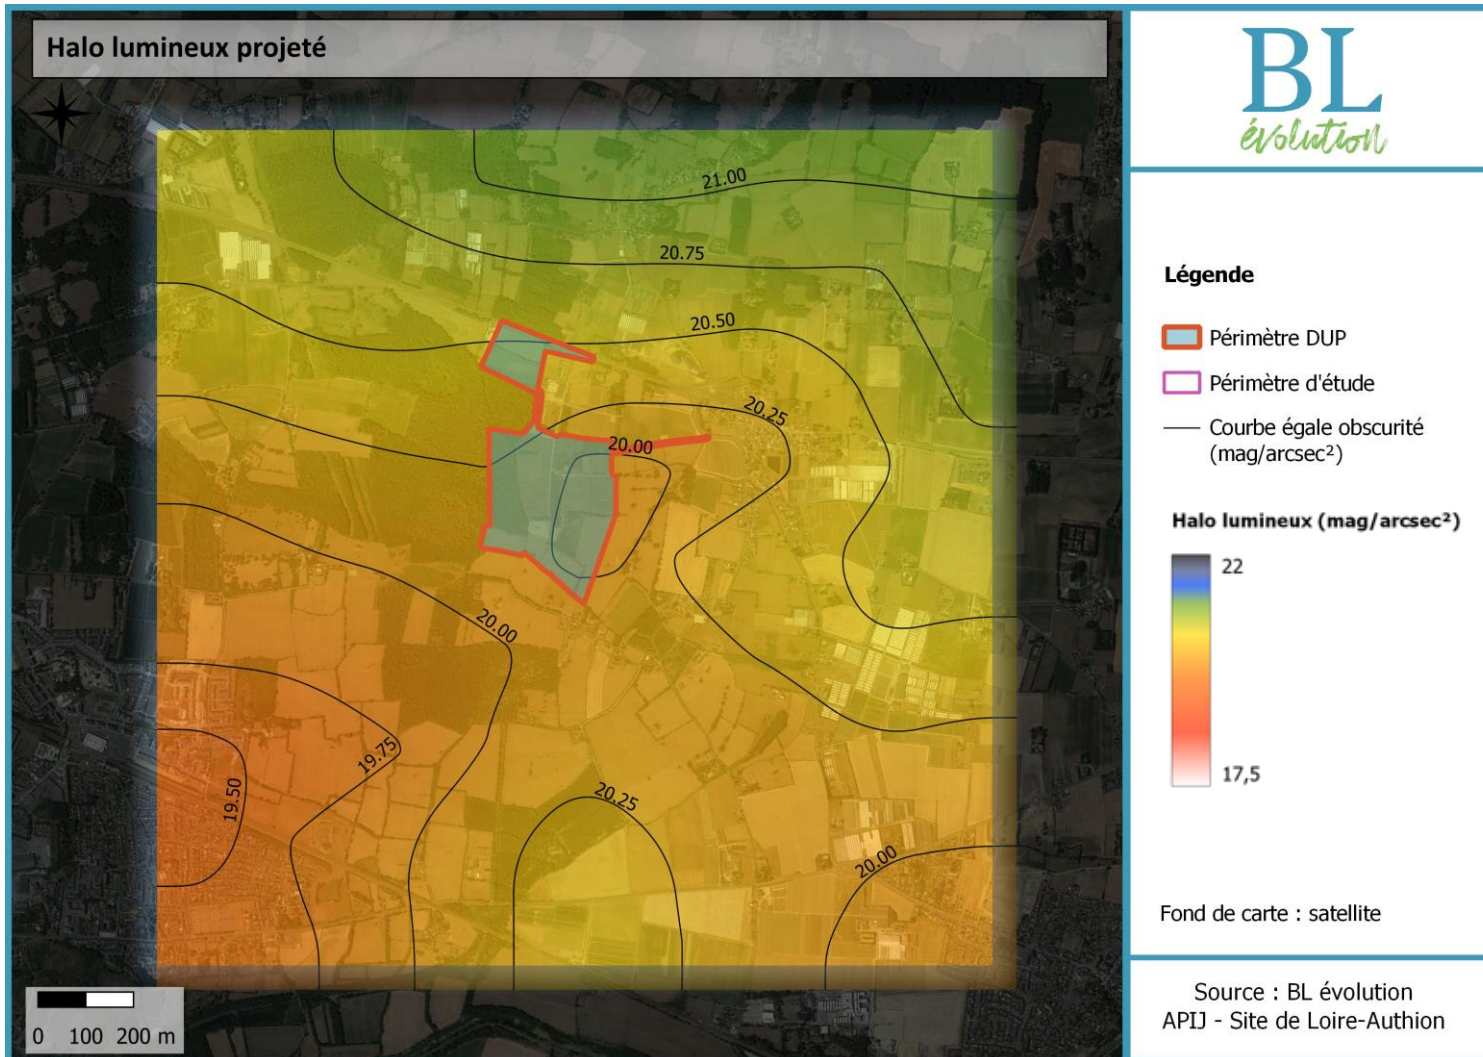 Halo lumineux projeté
21.00
20.75
20.50
20.25
20.00
20.00
19.75
19.50
20.25
20.00
0 100 200 m
BL
évolution
Légende
Périmètre DUP
Périmètre d'étude
Courbe égale obscurité
(mag/arcsec²)
Halo lumineux (mag/arcsec²)
22
17,5
Fond de carte : satellite
Source : BL évolution
APIJ - Site de Loire-Authion